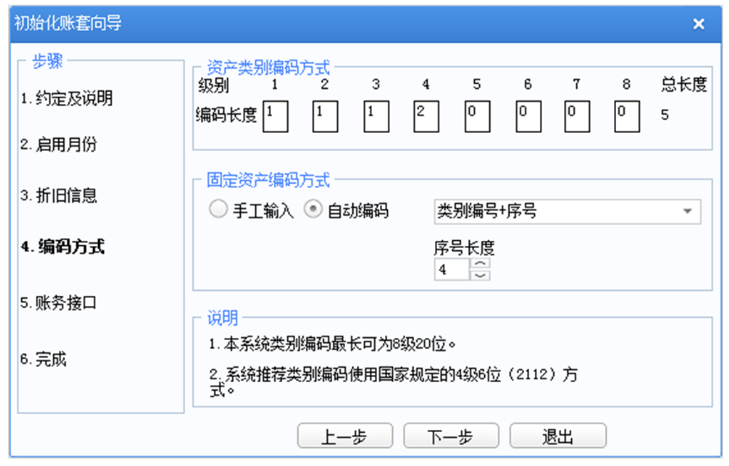 初始化账套向导
步骤
1.约定及说明
2.启用月份
3.折旧信息
4.编码方式
5.账务接口
6.完成
资产类别编码方式
级别 1 2 3 4 5 6 7 8 总长度
编码长度 1 1 1 2 0 0 0 0 5
固定资产编码方式
手工输入 自动编码 类别编号+序号
序号长度
4
说明
1.本系统类别编码最长可为8级20位。
2.系统推荐类别编码使用国家规定的4级6位（2112）方
式。
上一步 下一步 退出